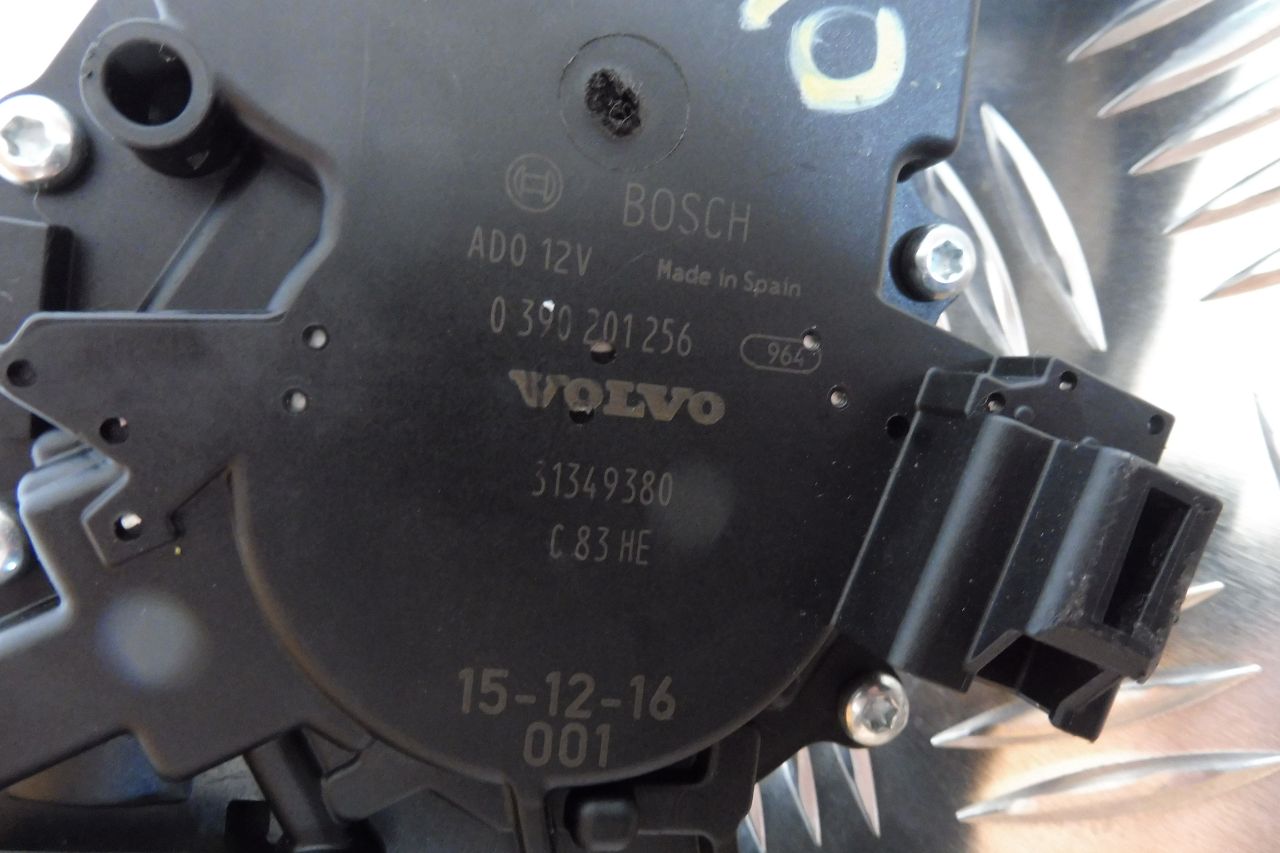 BOSCH
ADO 12V Made in Spain
0 390 201 256 964
VOLVO
31349380
C 83 HE
15-12-16
001